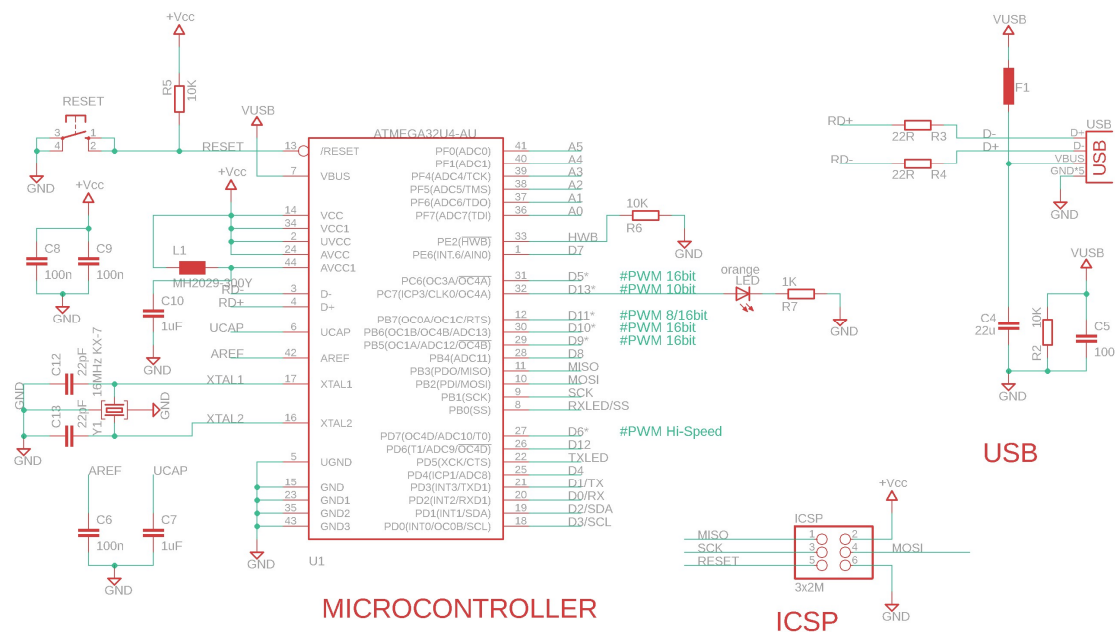 +Vcc
R5
10K
RESET
3
1
4
2
GND
RESET
VUSB
+Vcc
+Vcc
C8
100n
C9
100n
GND
L1
MH2029-300Y
RD-
RD+
C10
1uF
GND
UCAP
AREF
XTAL1
XTAL2
C12
22pF
16MHz KX-7
GND
C13
22pF
Y1
GND
GND
AREF
UCAP
C6
100n
C7
1uF
GND
ATMEGA32U4-AU
13 /RESET
7 VBUS
14 VCC
34 VCC1
2 UVCC
24 AVCC
44 AVCC1
3 D-
4 D+
6 UCAP
42 AREF
17 XTAL1
16 XTAL2
5 UGND
15 GND
23 GND1
35 GND2
43 GND3
GND
U1
PF0(ADC0) 41 A5
PF1(ADC1) 40 A4
PF4(ADC4/TCK) 39 A3
PF5(ADC5/TMS) 38 A2
PF6(ADC6/TDO) 37 A1
PF7(ADC7(TDI) 36 A0
PE2(HWB) 33 HWB
PE6(INT.6/AIN0) 1 D7
PC6(OC3A/OC4A) 31 D5* #PWM 16bit
PC7(ICP3/CLK0/OC4A) 32 D13* #PWM 10bit
PB7(OC0A/OC1C/RTS) 12 D11* #PWM 8/16bit
PB6(OC1B/OC4B/ADC13) 30 D10* #PWM 16bit
PB5(OC1A/ADC12/OC4B) 29 D9* #PWM 16bit
PB4(ADC11) 28 D8
PB3(PDO/MISO) 11 MISO
PB2(PDI/MOSI) 10 MOSI
PB1(SCK) 9 SCK
PB0(SS) 8 RXLED/SS
PD7(OC4D/ADC10/T0) 27 D6* #PWM Hi-Speed
PD6(T1/ADC9/OC4D) 26 D12
PD5(XCK/CTS) 22 TXLED
PD4(ICP1/ADC8) 25 D4
PD3(INT3/TXD1) 21 D1/TX
PD2(INT2/RXD1) 20 D0/RX
PD1(INT1/SDA) 19 D2/SDA
PD0(INT0/OC0B/SCL) 18 D3/SCL
10K
R6
GND
orange
LED
1K
R7
GND
MICROCONTROLLER
VUSB
F1
RD+
22R
R3
D-
RD-
22R
R4
D+
USB
D+
D-
VBUS
GND*5
USB
GND
VUSB
C4
22u
R2
10K
C5
100
GND
USB
+Vcc
ICSP
MISO 1 2
SCK 3 4 MOSI
RESET 5 6
3x2M
GND
ICSP